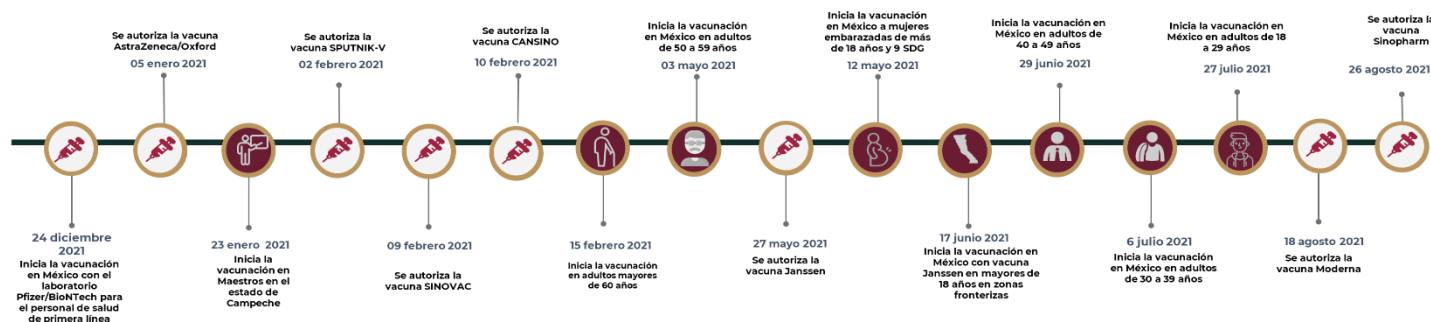 24 diciembre
2021
Inicia la vacunación
en México con el
laboratorio
Pfizer/BioNTech para
el personal de salud
de primera línea
Se autoriza la vacuna
AstraZeneca/Oxford
05 enero 2021
23 enero 2021
Inicia la
vacunación en
Maestros en el
estado de
Campeche
Se autoriza la
vacuna SPUTNIK-V
02 febrero 2021
09 febrero 2021
Se autoriza la
vacuna SINOVAC
Se autoriza la
vacuna CANSINO
10 febrero 2021
15 febrero 2021
Inicia la vacunación
en adultos mayores
de 60 años
Inicia la vacunación
en México en adultos
de 50 a 59 años
03 mayo 2021
27 mayo 2021
Se autoriza la
vacuna Janssen
Inicia la vacunación en
México a mujeres
embarazadas de más
de 18 años y 9 SDG
12 mayo 2021
17 junio 2021
Inicia la vacunación en
México con vacuna
Janssen en mayores de
18 años en zonas
fronterizas
Inicia la vacunación en
México en adultos de
40 a 49 años
29 junio 2021
6 julio 2021
Inicia la vacunación
en México en adultos
de 30 a 39 años
Inicia la vacunación en
México en adultos de 18
a 29 años
27 julio 2021
18 agosto 2021
Se autoriza la
vacuna Moderna
Se autoriza la
vacuna
Sinopharm
26 agosto 2021